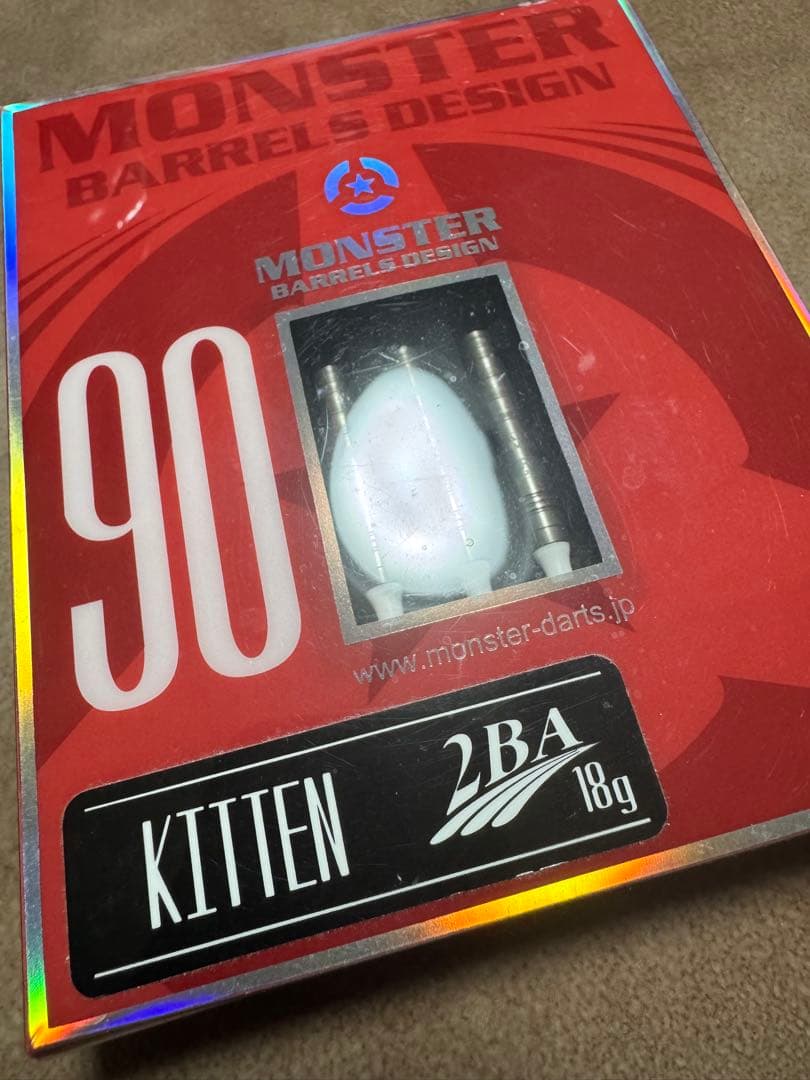 MONSTER
BARRELS DESIGN
MONSTER
BARRELS DESIGN
90
www.monster-darts.jp
KITTEN
2BA
18g